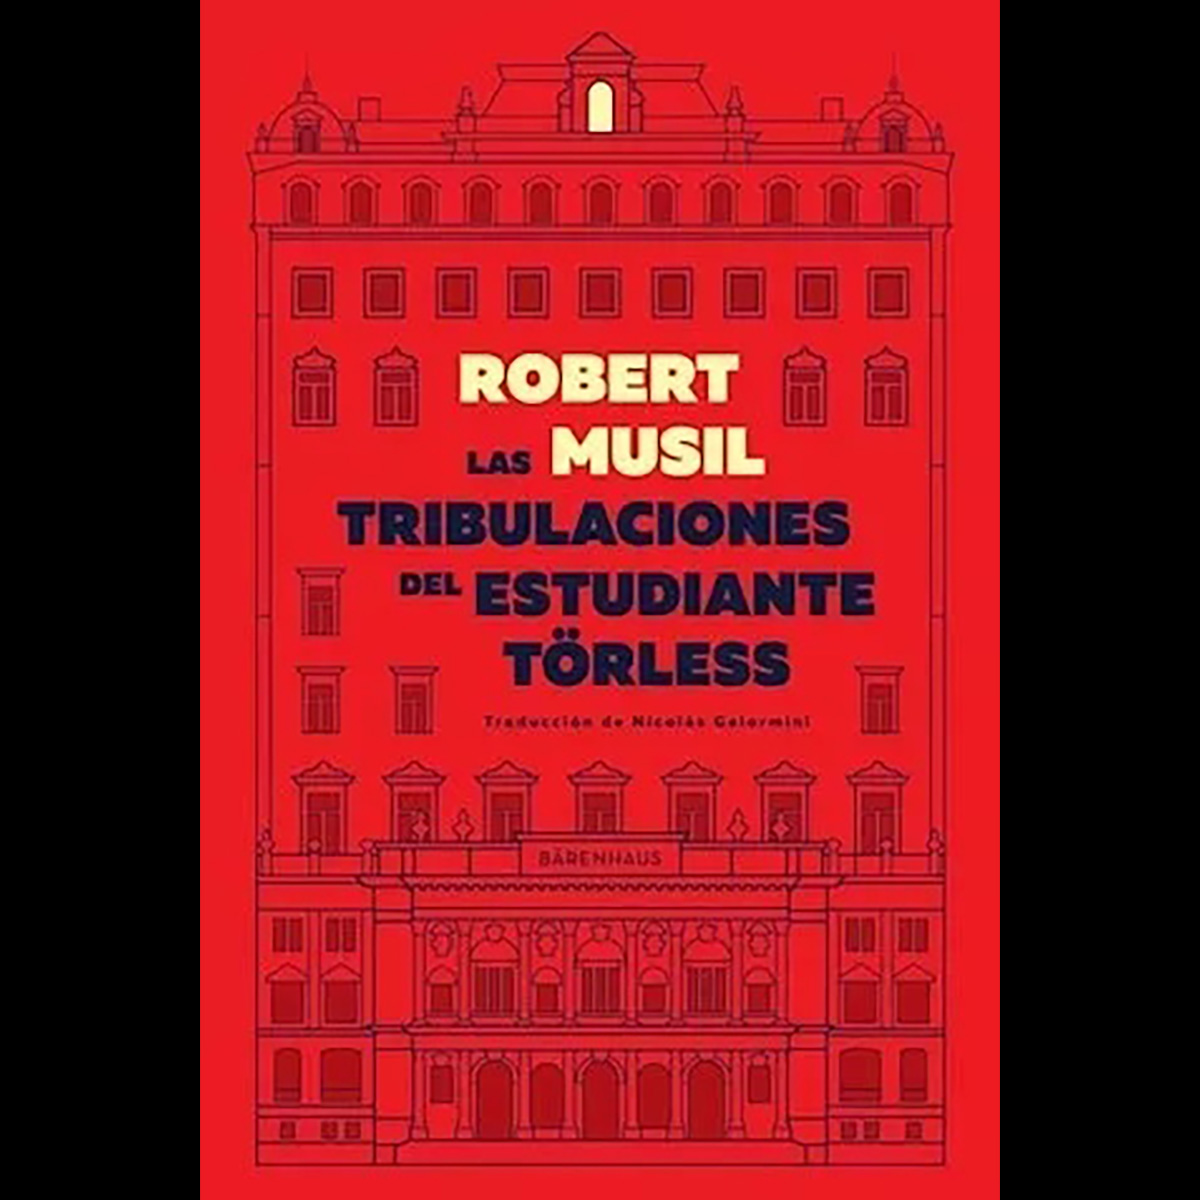 ROBERT
LAS MUSIL
TRIBULACIONES
DEL ESTUDIANTE
TÖRLESS
Traducción de Nicolás Gelormini
BÄRENHAUS